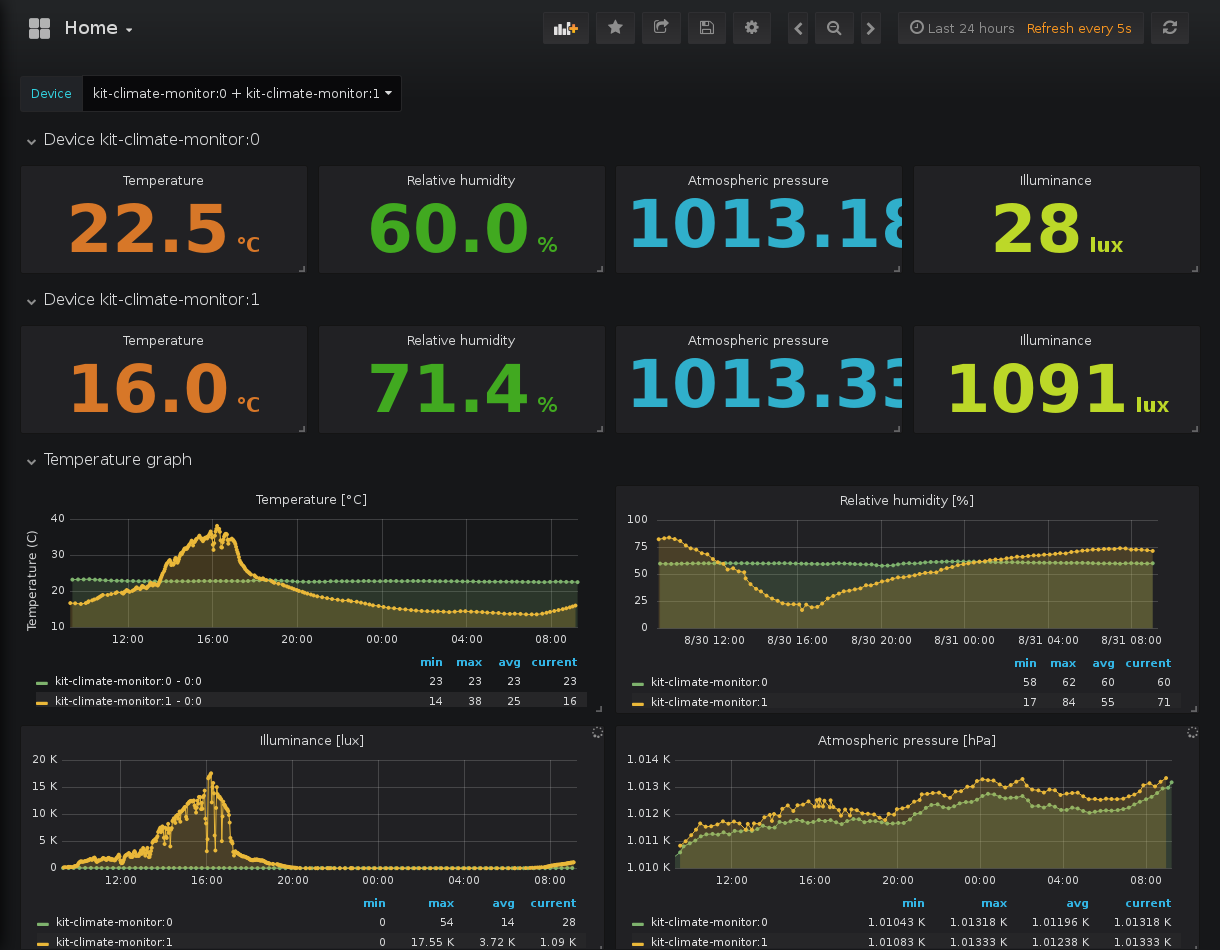 Home
Last 24 hours Refresh every 5s
Device kit-climate-monitor:0 + kit-climate-monitor:1
Device kit-climate-monitor:0
Temperature Relative humidity Atmospheric pressure Illuminance
22.5 °C 60.0 % 1013.18 28 lux
Device kit-climate-monitor:1
Temperature Relative humidity Atmospheric pressure Illuminance
16.0 °C 71.4 % 1013.33 1091 lux
Temperature graph
Temperature [°C]
Temperature (C)
40
30
20
10
12:00 16:00 20:00 00:00 04:00 08:00
min max avg current
kit-climate-monitor:0 - 0:0 23 23 23 23
kit-climate-monitor:1 - 0:0 14 38 25 16
Relative humidity [%]
100
75
50
25
0
8/30 12:00 8/30 16:00 8/30 20:00 8/31 00:00 8/31 04:00 8/31 08:00
min max avg current
kit-climate-monitor:0 58 62 60 60
kit-climate-monitor:1 17 84 55 71
Illuminance [lux]
20 K
15 K
10 K
5 K
0
12:00 16:00 20:00 00:00 04:00 08:00
min max avg current
kit-climate-monitor:0 0 54 14 28
kit-climate-monitor:1 0 17.55 K 3.72 K 1.09 K
Atmospheric pressure [hPa]
1.014 K
1.013 K
1.012 K
1.011 K
1.010 K
12:00 16:00 20:00 00:00 04:00 08:00
min max avg current
kit-climate-monitor:0 1.01043 K 1.01318 K 1.01196 K 1.01318 K
kit-climate-monitor:1 1.01083 K 1.01333 K 1.01238 K 1.01333 K